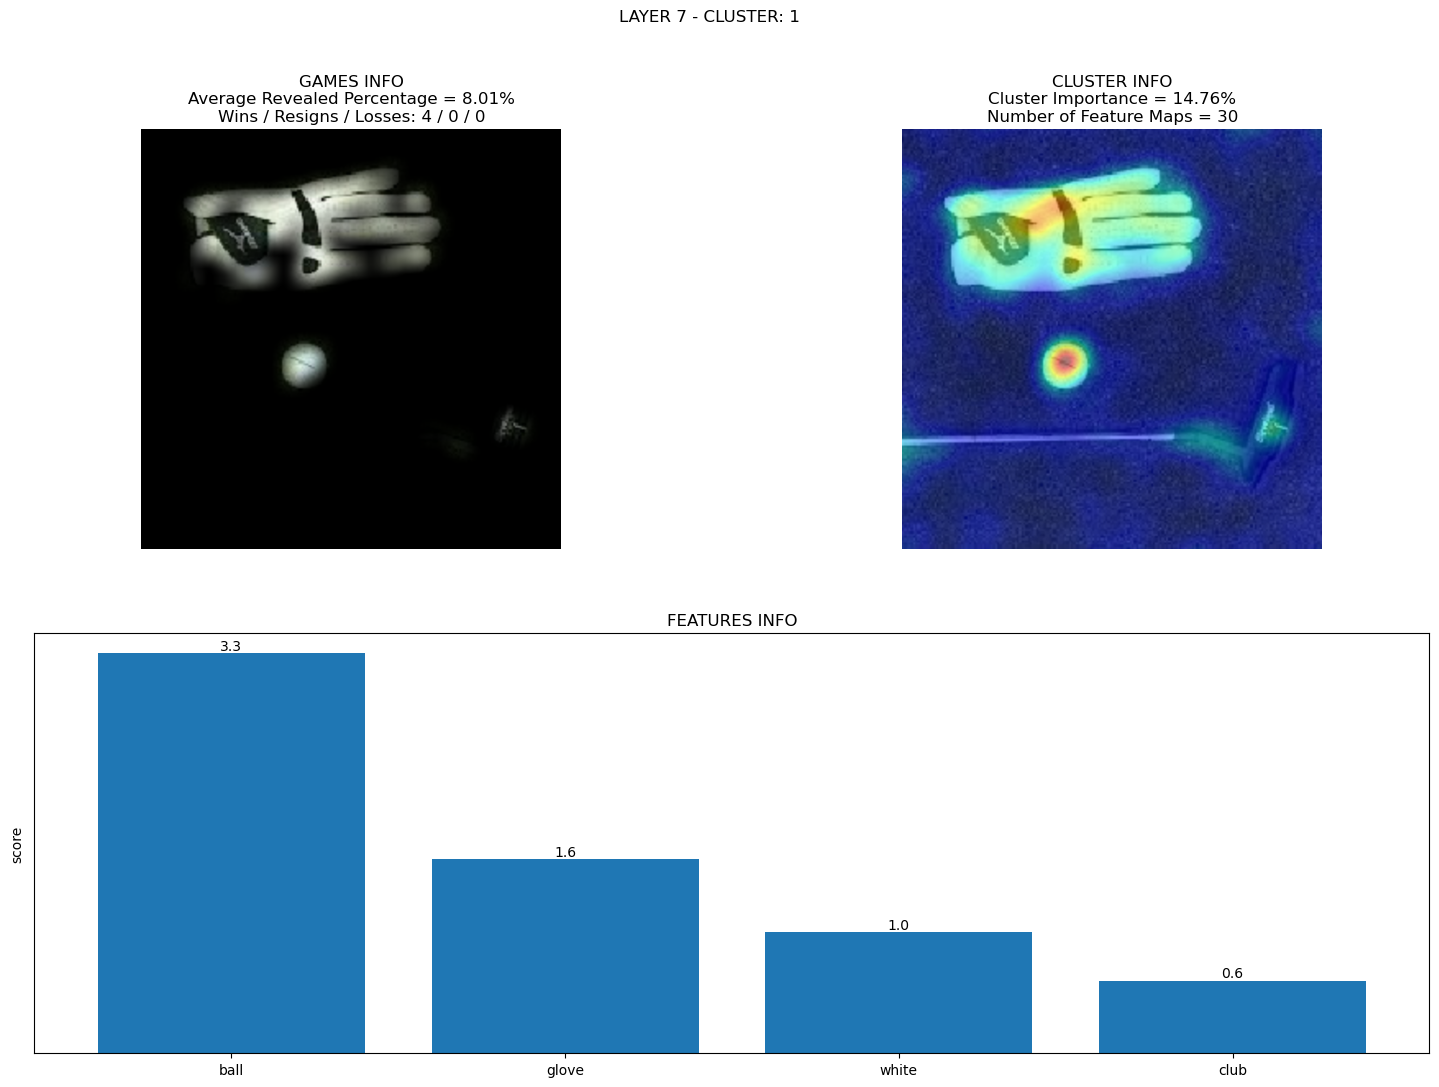 LAYER 7 - CLUSTER: 1
GAMES INFO
Average Revealed Percentage = 8.01%
Wins / Resigns / Losses: 4 / 0 / 0
CLUSTER INFO
Cluster Importance = 14.76%
Number of Feature Maps = 30
FEATURES INFO
score
3.3
1.6
1.0
0.6
ball
glove
white
club